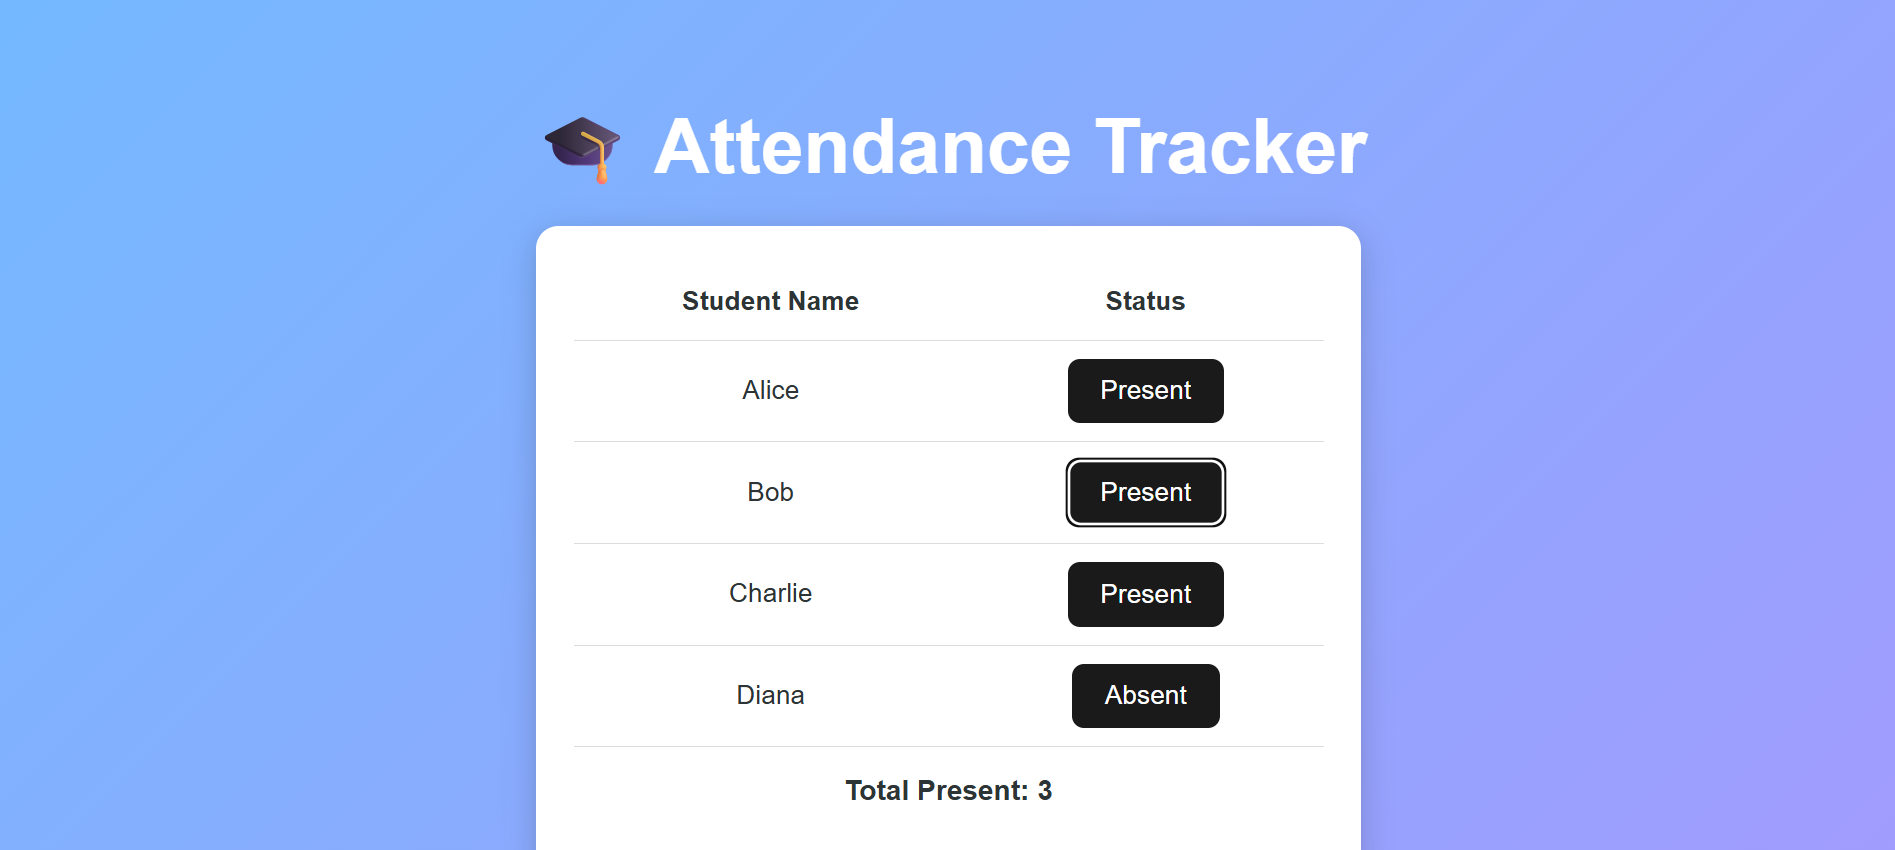 Attendance Tracker
Student Name Status
Alice Present
Bob Present
Charlie Present
Diana Absent
Total Present: 3